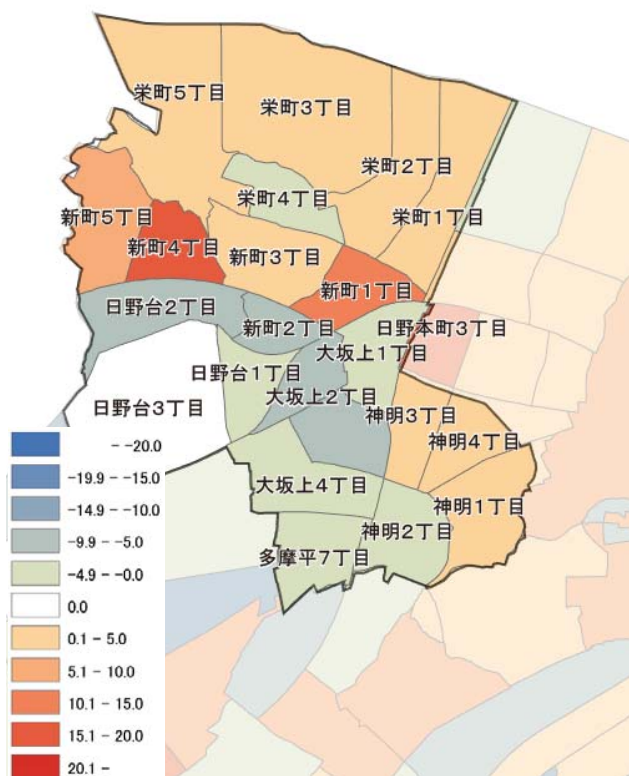 栄町5丁目
栄町3丁目
栄町2丁目
栄町4丁目
栄町1丁目
新町5丁目
新町4丁目
新町3丁目
新町1丁目
日野台2丁目
新町2丁目
日野本町3丁目
大坂上1丁目
日野台1丁目
大坂上2丁目
日野台3丁目
神明3丁目
神明4丁目
大坂上4丁目
神明1丁目
神明2丁目
多摩平7丁目
- -20.0
-19.9 - -15.0
-14.9 - -10.0
-9.9 - -5.0
-4.9 - -0.0
0.0
0.1 - 5.0
5.1 - 10.0
10.1 - 15.0
15.1 - 20.0
20.1 -